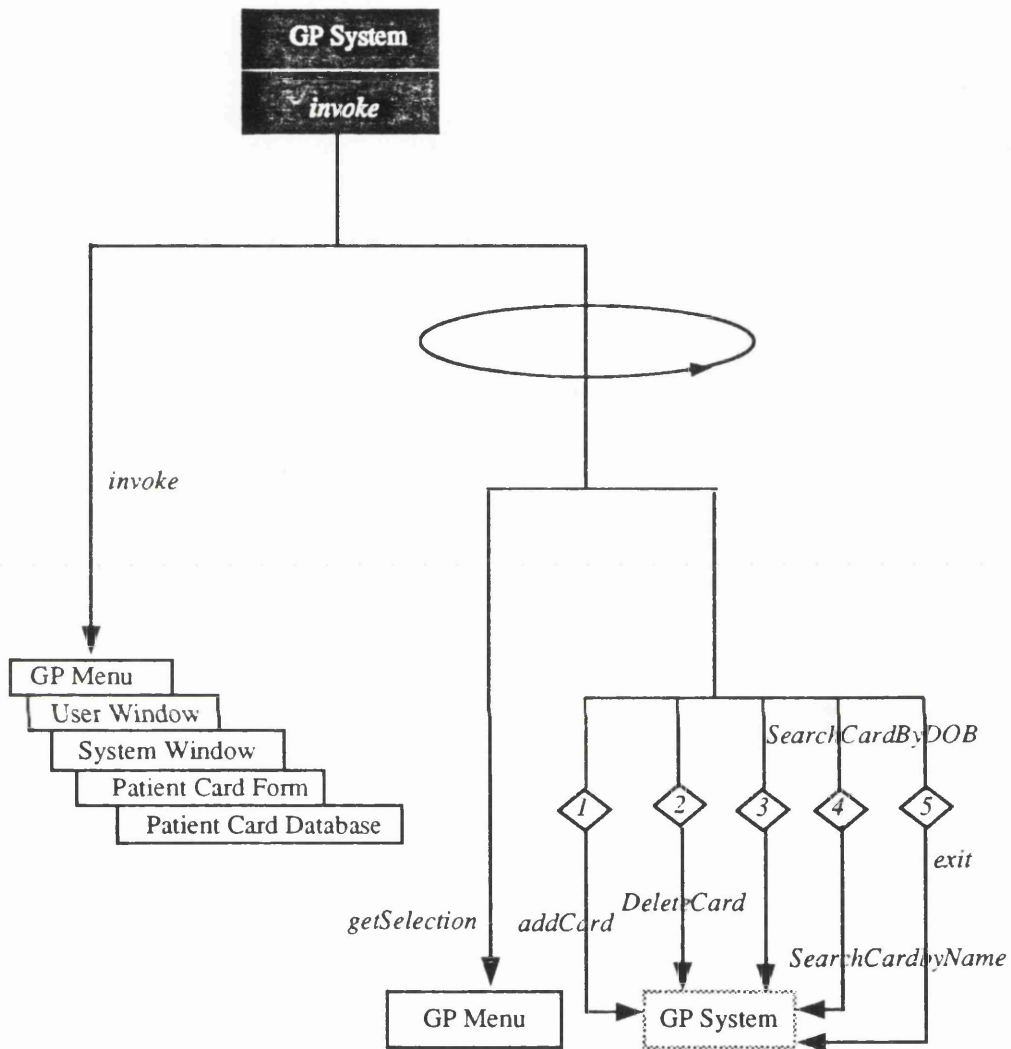 GP System
invoke
invoke
GP Menu
User Window
System Window
Patient Card Form
Patient Card Database
SearchCardByDOB
1
2
3
4
5
exit
DeleteCard
getSelection
addCard
SearchCardbyName
GP Menu
GP System